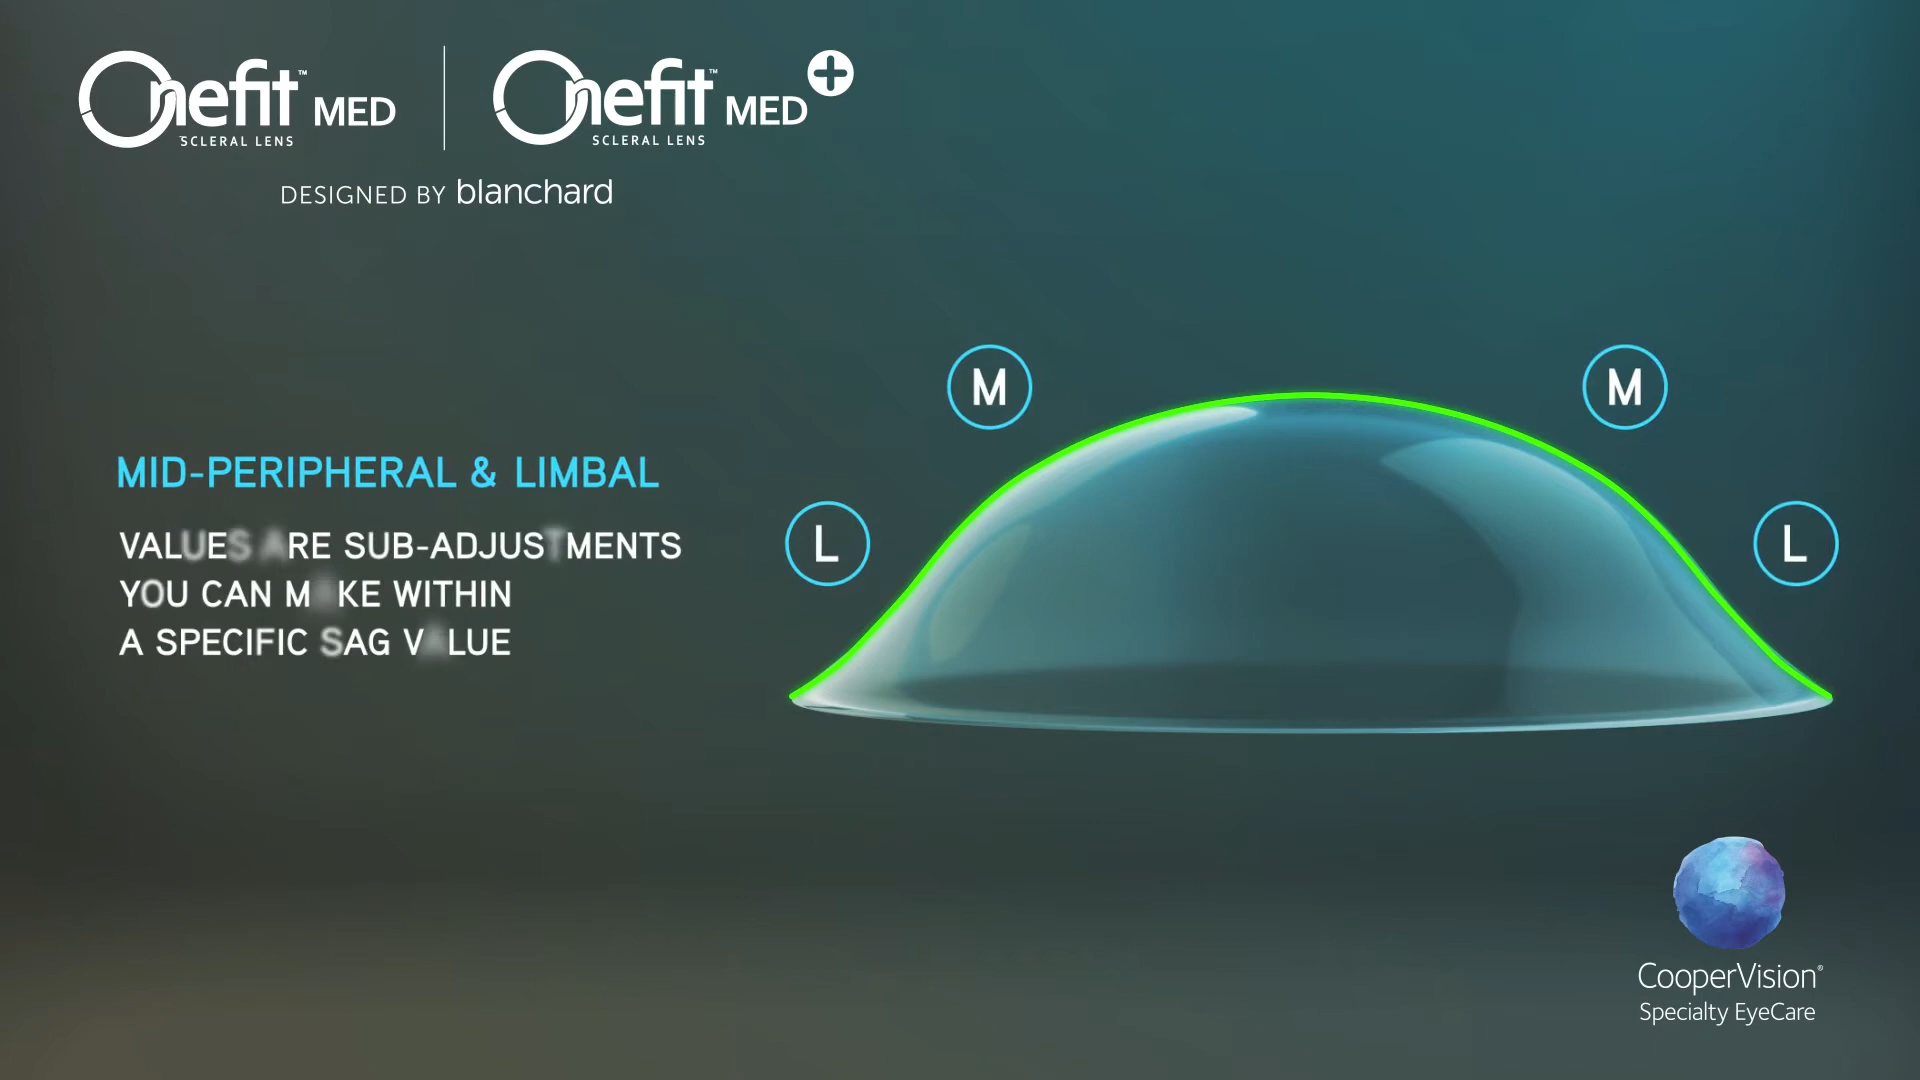 Onefit™ MED
SCLERAL LENS
Onefit™ MED+
SCLERAL LENS
DESIGNED BY blanchard
M
M
MID-PERIPHERAL & LIMBAL
L
L
VALUES ARE SUB-ADJUSTMENTS
YOU CAN MAKE WITHIN
A SPECIFIC SAG VALUE
CooperVision®
Specialty EyeCare